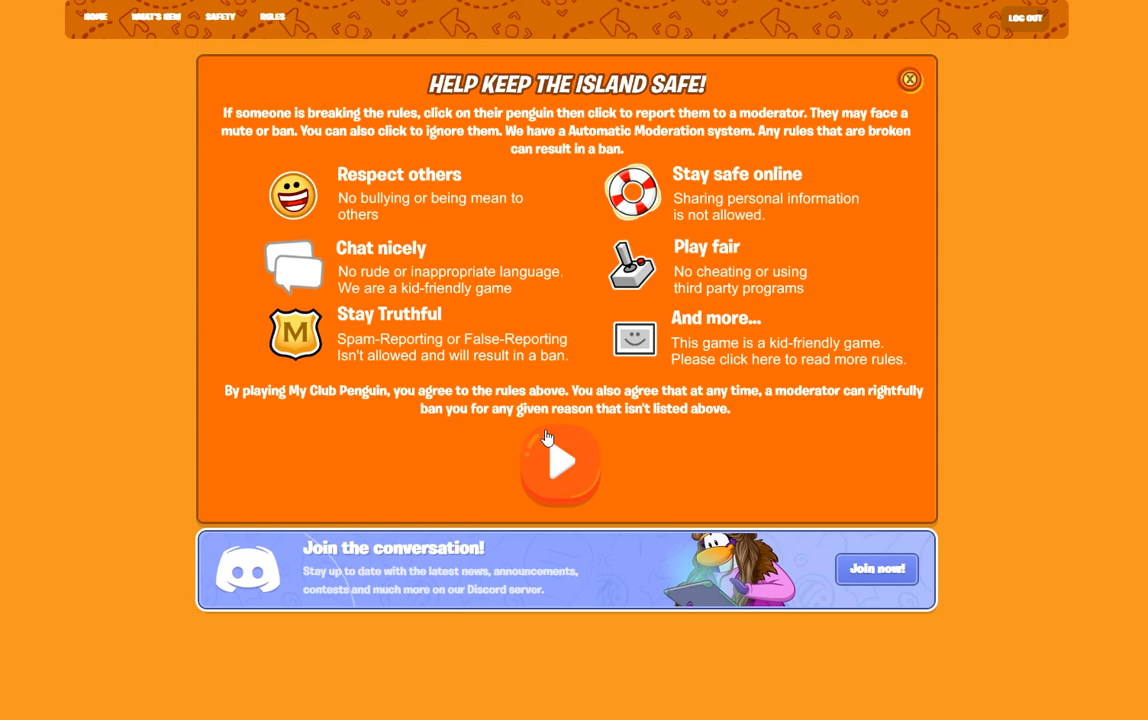 HOME WHAT'S NEW SAFETY RULES LOG OUT
HELP KEEP THE ISLAND SAFE!
If someone is breaking the rules, click on their penguin then click to report them to a moderator. They may face a
mute or ban. You can also click to ignore them. We have a Automatic Moderation system. Any rules that are broken
can result in a ban.
Respect others
No bullying or being mean to
others
Stay safe online
Sharing personal information
is not allowed.
Chat nicely
No rude or inappropriate language.
We are a kid-friendly game
Play fair
No cheating or using
third party programs
M
Stay Truthful
Spam-Reporting or False-Reporting
Isn't allowed and will result in a ban.
And more...
This game is a kid-friendly game.
Please click here to read more rules.
By playing My Club Penguin, you agree to the rules above. You also agree that at any time, a moderator can rightfully
ban you for any given reason that isn't listed above.
Join the conversation!
Stay up to date with the latest news, announcements,
contests and much more on our Discord server.
Join now!